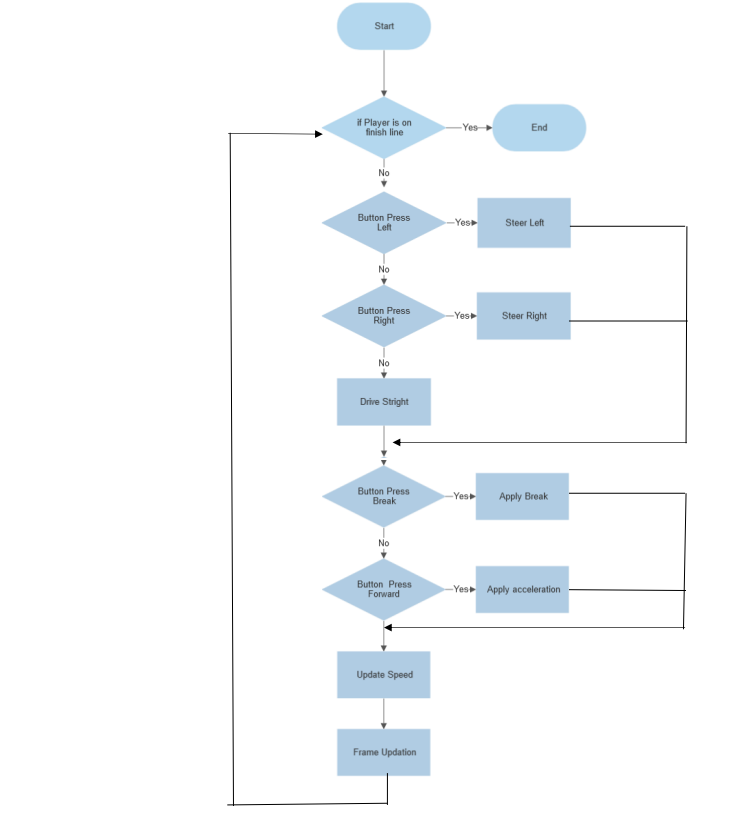 Start
if Player is on
finish line
Yes
End
No
Button Press
Left
Yes
Steer Left
No
Button Press
Right
Yes
Steer Right
No
Drive Stright
Button Press
Break
Yes
Apply Break
No
Button Press
Forward
Yes
Apply acceleration
Update Speed
Frame Updation